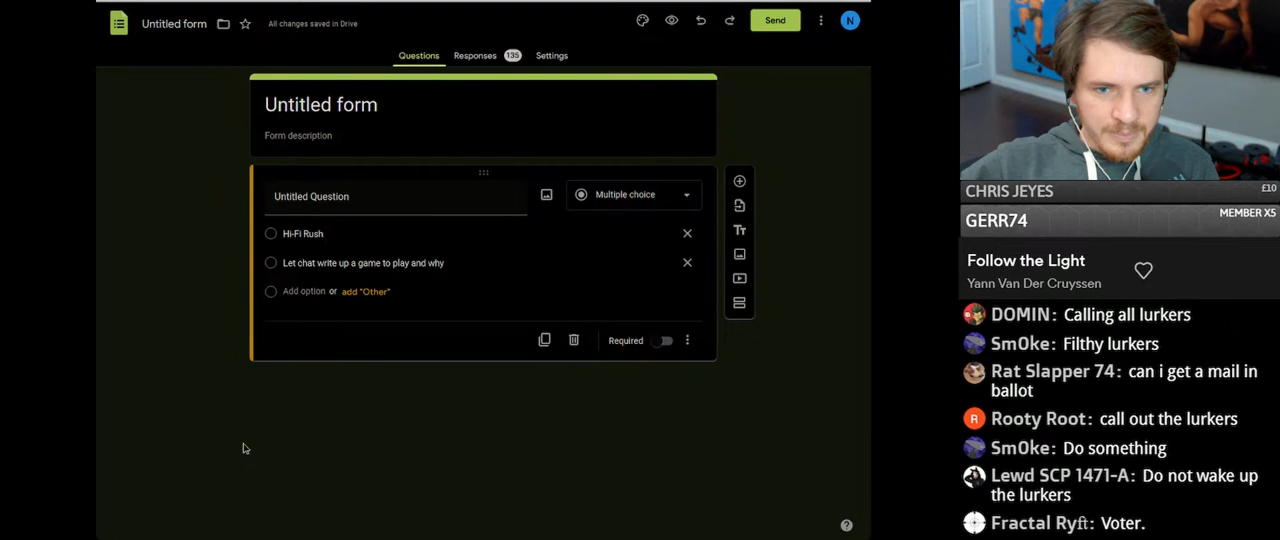 Untitled form
All changes saved in Drive
Send
N
Questions
Responses
135
Settings
Untitled form
Form description
Untitled Question
Multiple choice
Hi-Fi Rush
Let chat write up a game to play and why
Add option or add "Other"
Required
CHRIS JEYES
£10
GERR74
MEMBER X5
Follow the Light
Yann Van Der Cruyssen
DOMIN: Calling all lurkers
Sm0ke: Filthy lurkers
Rat Slapper 74: can i get a mail in
ballot
R
Rooty Root: call out the lurkers
Sm0ke: Do something
Lewd SCP 1471-A: Do not wake up
the lurkers
Fractal Ryft: Voter.